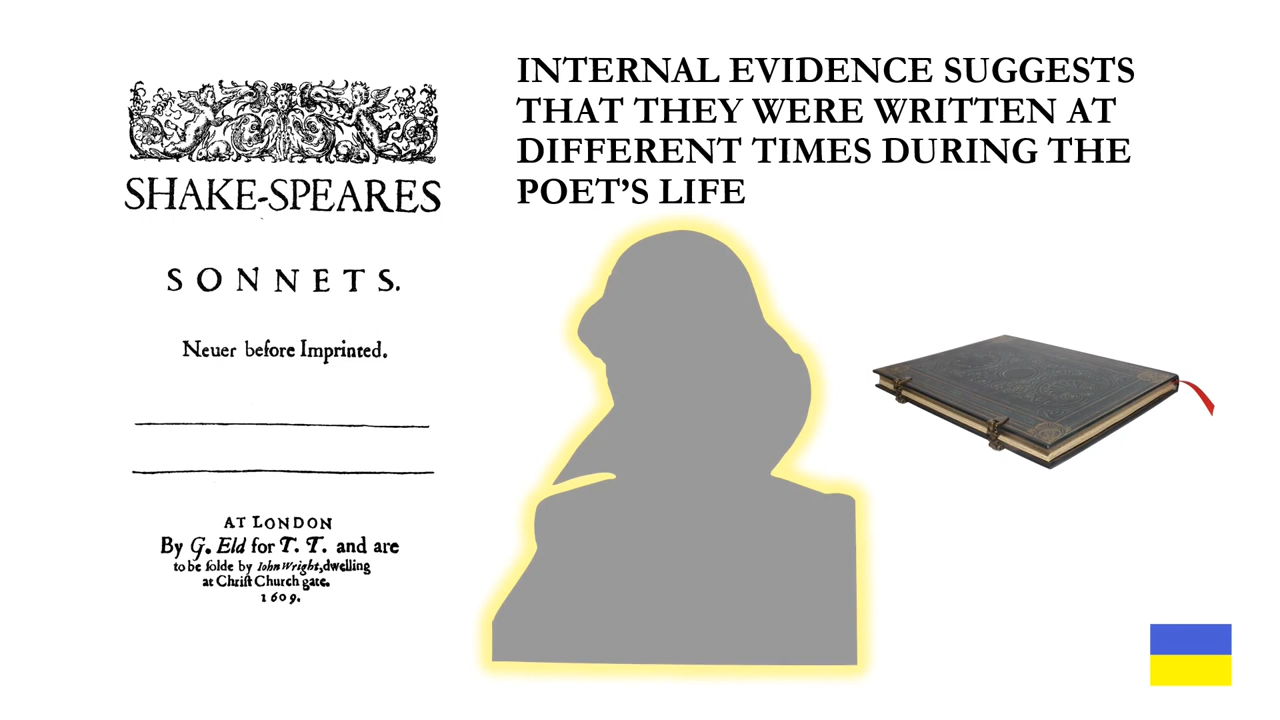 SHAKE-SPEARES
SONNETS.
Neuer before Imprinted.
AT LONDON
By G. Eld for T. T. and are
to be solde by Iohn Wright, dwelling
at Christ Church gate.
1609.
INTERNAL EVIDENCE SUGGESTS
THAT THEY WERE WRITTEN AT
DIFFERENT TIMES DURING THE
POET’S LIFE